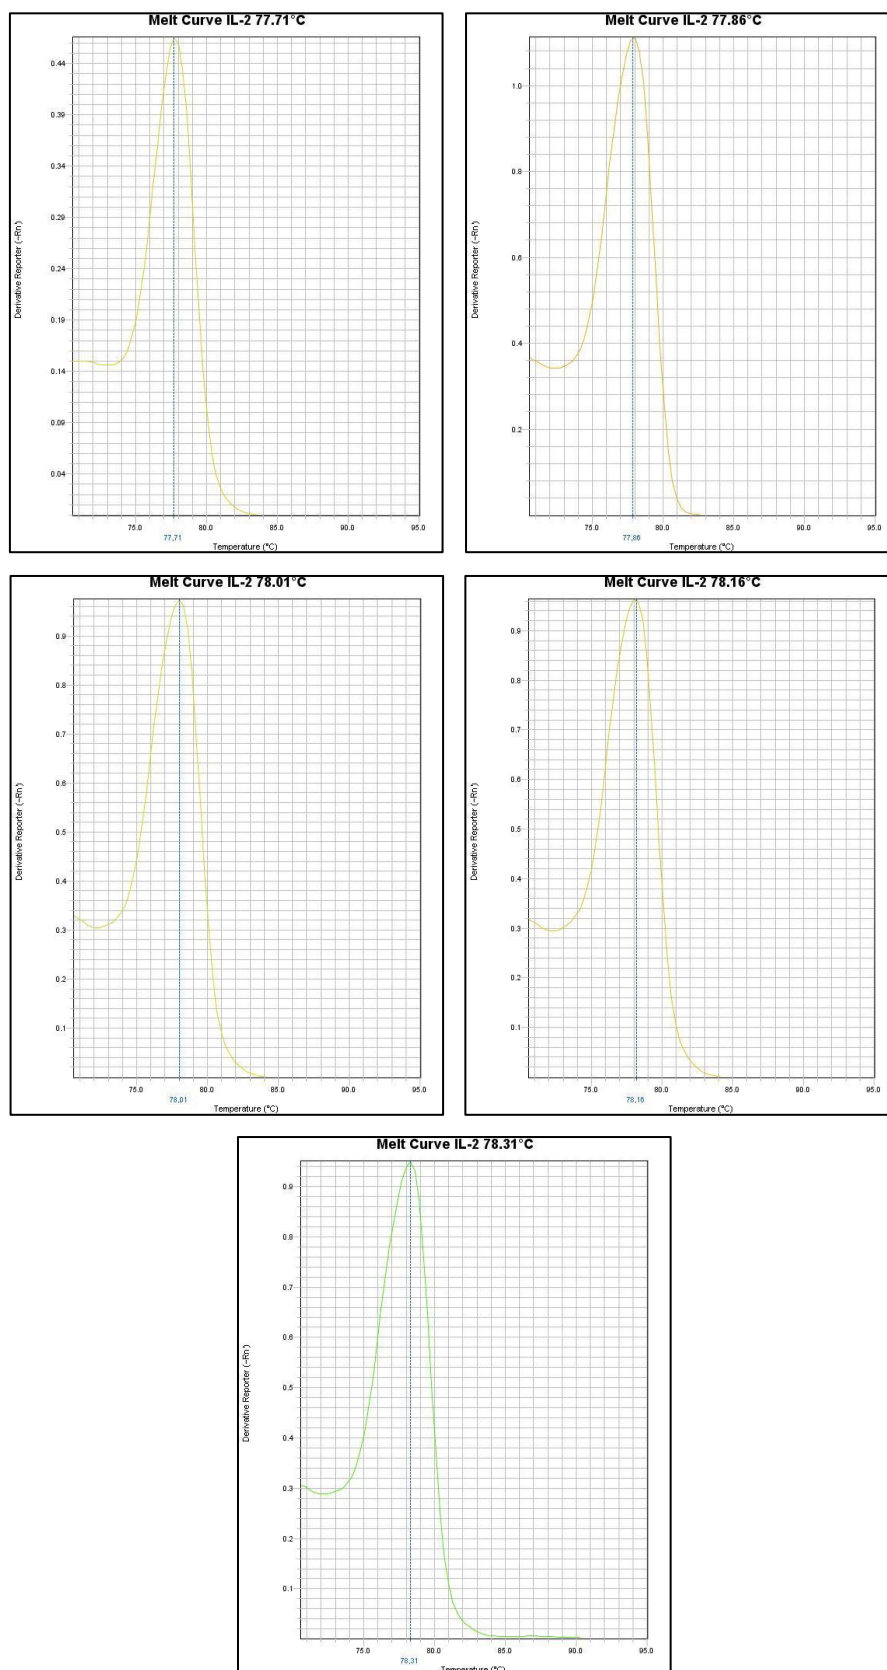 Melt Curve IL-2 77.71°C
Derivative Reporter (-Rn')
0.44
0.39
0.34
0.29
0.24
0.19
0.14
0.09
0.04
75.0 80.0 85.0 90.0 95.0
77,71
Temperature (°C)
Melt Curve IL-2 77.86°C
Derivative Reporter (-Rn')
1.0
0.8
0.6
0.4
0.2
75.0 80.0 85.0 90.0 95.0
77,86
Temperature (°C)
Melt Curve IL-2 78.01°C
Derivative Reporter (-Rn')
0.9
0.8
0.7
0.6
0.5
0.4
0.3
0.2
0.1
75.0 80.0 85.0 90.0 95.0
78,01
Temperature (°C)
Melt Curve IL-2 78.16°C
Derivative Reporter (-Rn')
0.9
0.8
0.7
0.6
0.5
0.4
0.3
0.2
0.1
75.0 80.0 85.0 90.0 95.0
78,16
Temperature (°C)
Melt Curve IL-2 78.31°C
Derivative Reporter (-Rn')
0.9
0.8
0.7
0.6
0.5
0.4
0.3
0.2
0.1
75.0 80.0 85.0 90.0 95.0
78,31
Temperature (°C)